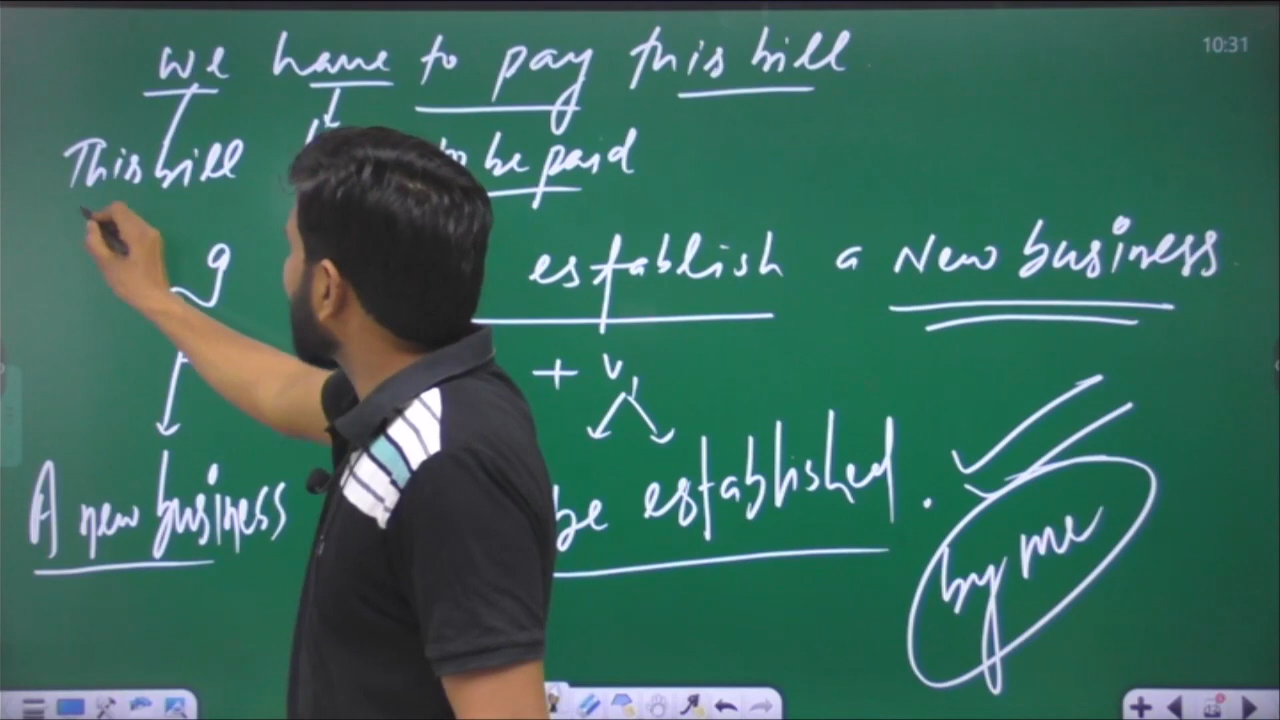 10:31
we have to pay this bill
This bill to be paid
g establish a New business
+ v1
A new business be established.
by me